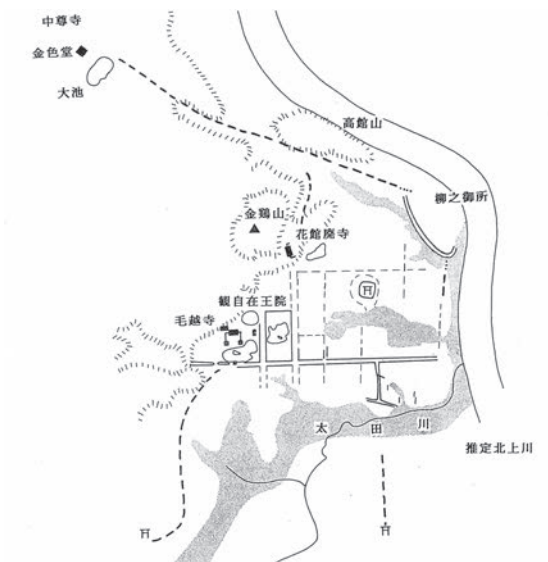 中尊寺
金色堂
大池
高館山
柳之御所
金鶏山
花館廃寺
観自在王院
毛越寺
太田川
推定北上川